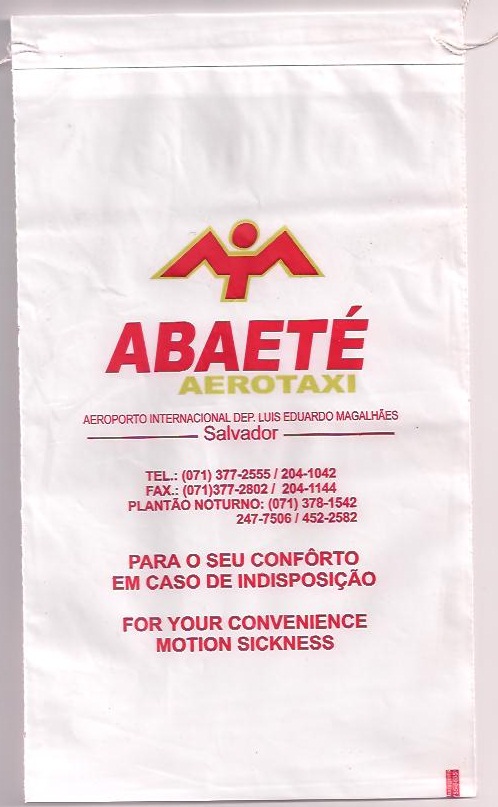 ABAETÉ
AEROTAXI
AEROPORTO INTERNACIONAL DEP. LUIS EDUARDO MAGALHÃES
Salvador
TEL.: (071) 377-2555 / 204-1042
FAX.: (071)377-2802 / 204-1144
PLANTÃO NOTURNO: (071) 378-1542
247-7506 / 452-2582
PARA O SEU CONFÔRTO
EM CASO DE INDISPOSIÇÃO
FOR YOUR CONVENIENCE
MOTION SICKNESS